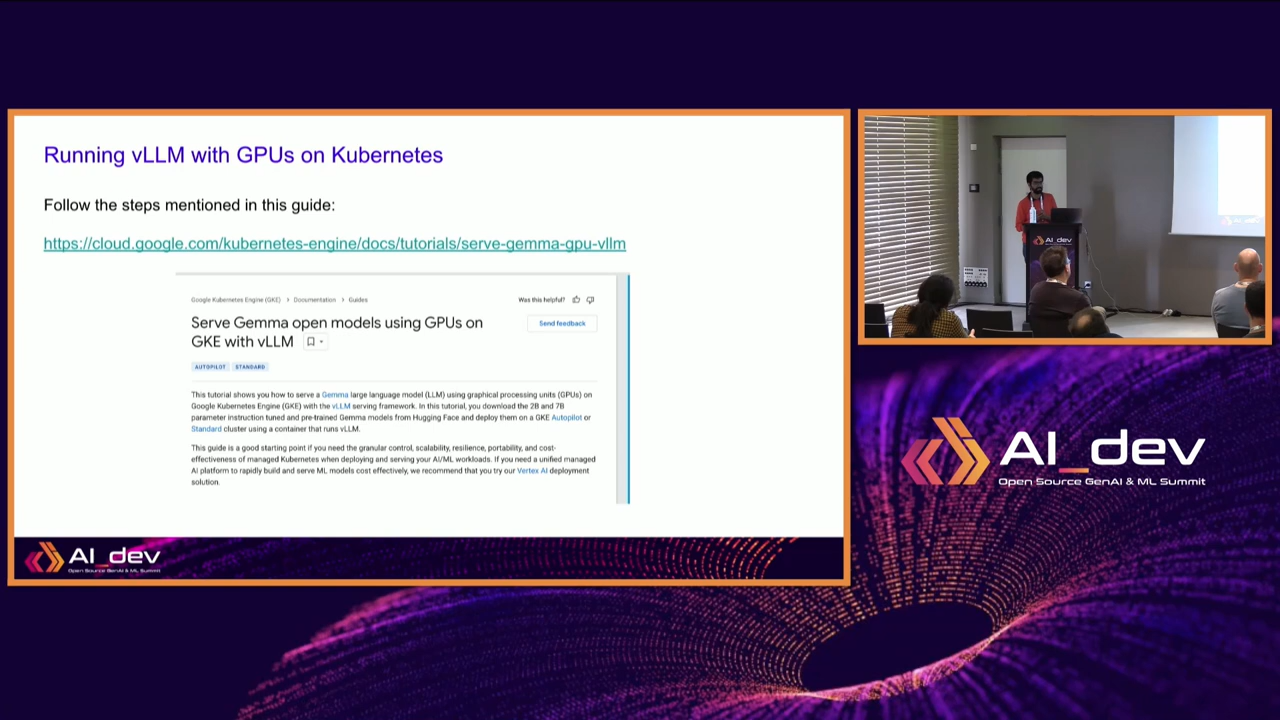 Running vLLM with GPUs on Kubernetes
Follow the steps mentioned in this guide:
https://cloud.google.com/kubernetes-engine/docs/tutorials/serve-gemma-gpu-vllm
Google Kubernetes Engine (GKE) > Documentation > Guides
Was this helpful?
Serve Gemma open models using GPUs on
GKE with vLLM
Send feedback
AUTOPILOT STANDARD
This tutorial shows you how to serve a Gemma large language model (LLM) using graphical processing units (GPUs) on
Google Kubernetes Engine (GKE) with the vLLM serving framework. In this tutorial, you download the 2B and 7B
parameter instruction tuned and pre-trained Gemma models from Hugging Face and deploy them on a GKE Autopilot or
Standard cluster using a container that runs vLLM.
This guide is a good starting point if you need the granular control, scalability, resilience, portability, and cost-
effectiveness of managed Kubernetes when deploying and serving your AI/ML workloads. If you need a unified managed
AI platform to rapidly build and serve ML models cost effectively, we recommend that you try our Vertex AI deployment
solution.
AI_dev
Open Source GenAI & ML Summit
AI_dev
AI_dev
Open Source GenAI & ML Summit